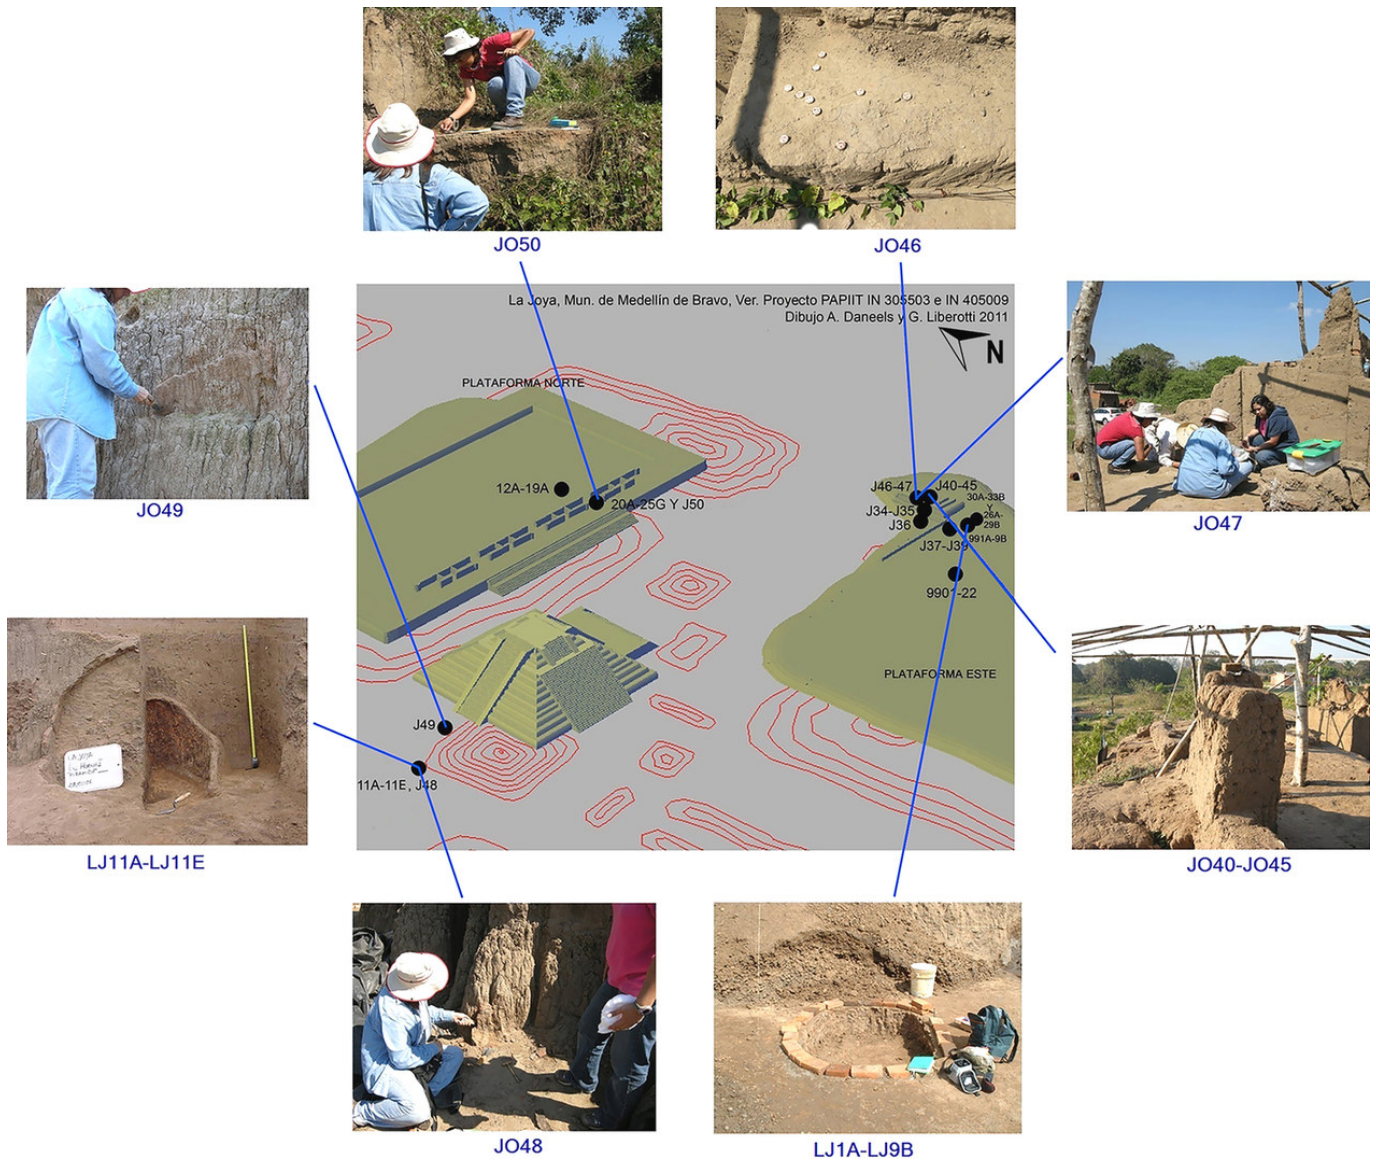 JO50
JO46
La Joya, Mun. de Medellín de Bravo, Ver. Proyecto PAPIIT IN 305503 e IN 405009
Dibujo A. Daneels y G. Liberotti 2011
N
PLATAFORMA NORTE
JO49
JO47
12A-19A
20A-25G Y J50
J46-47
J40-45
30A-33B
Y
26A-
29B
J34-J35
J36
991A-9B
J37-J39
9901-22
PLATAFORMA ESTE
J49
11A-11E, J48
LJ11A-LJ11E
JO40-JO45
JO48
LJ1A-LJ9B